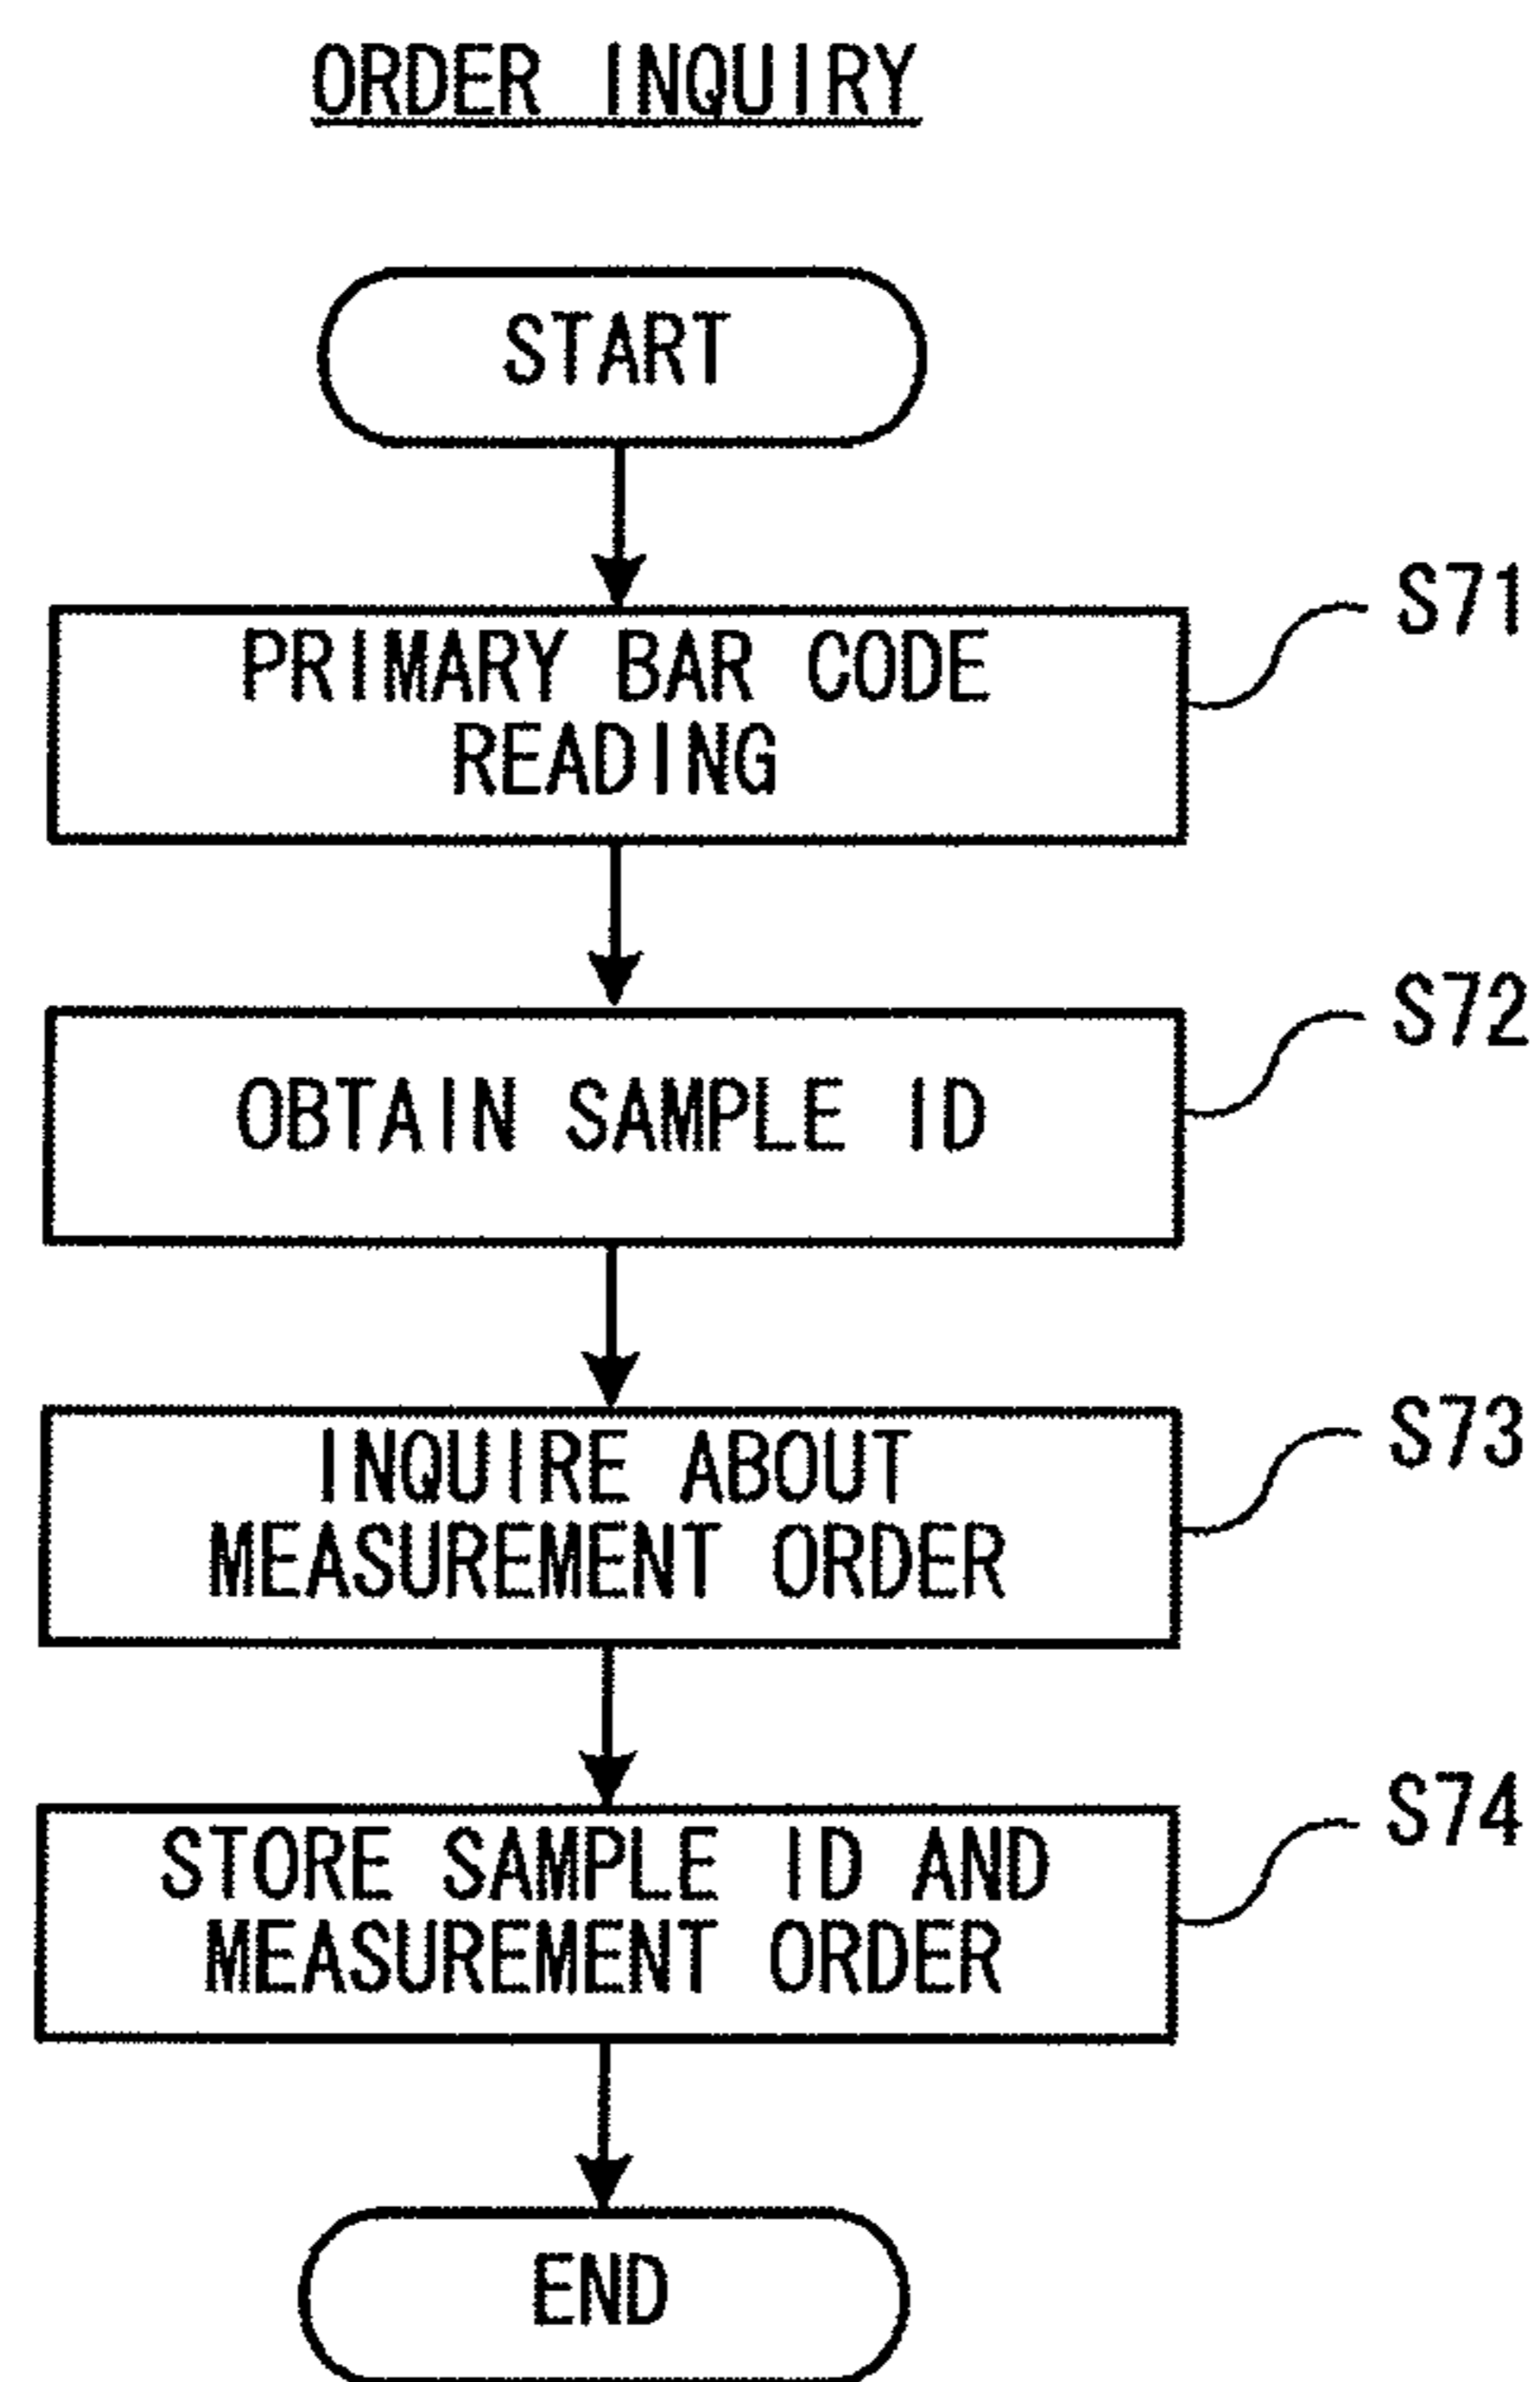 ORDER INQUIRY
START
PRIMARY BAR CODE
READING
S71
OBTAIN SAMPLE ID
S72
INQUIRE ABOUT
MEASUREMENT ORDER
S73
STORE SAMPLE ID AND
MEASUREMENT ORDER
S74
END